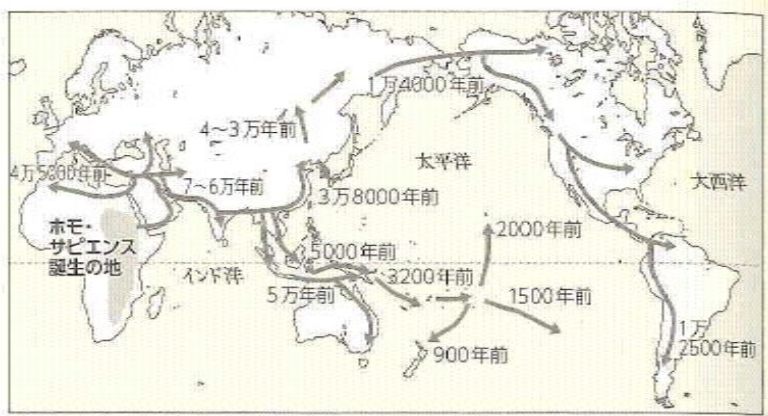 1万4000年前
4～3万年前
太平洋
4万5000年前
7～6万年前
3万8000年前
大西洋
ホモ・
サピエンス
誕生の地
インド洋
2000年前
5000年前
3200年前
5万年前
1500年前
1万
2500年前
900年前